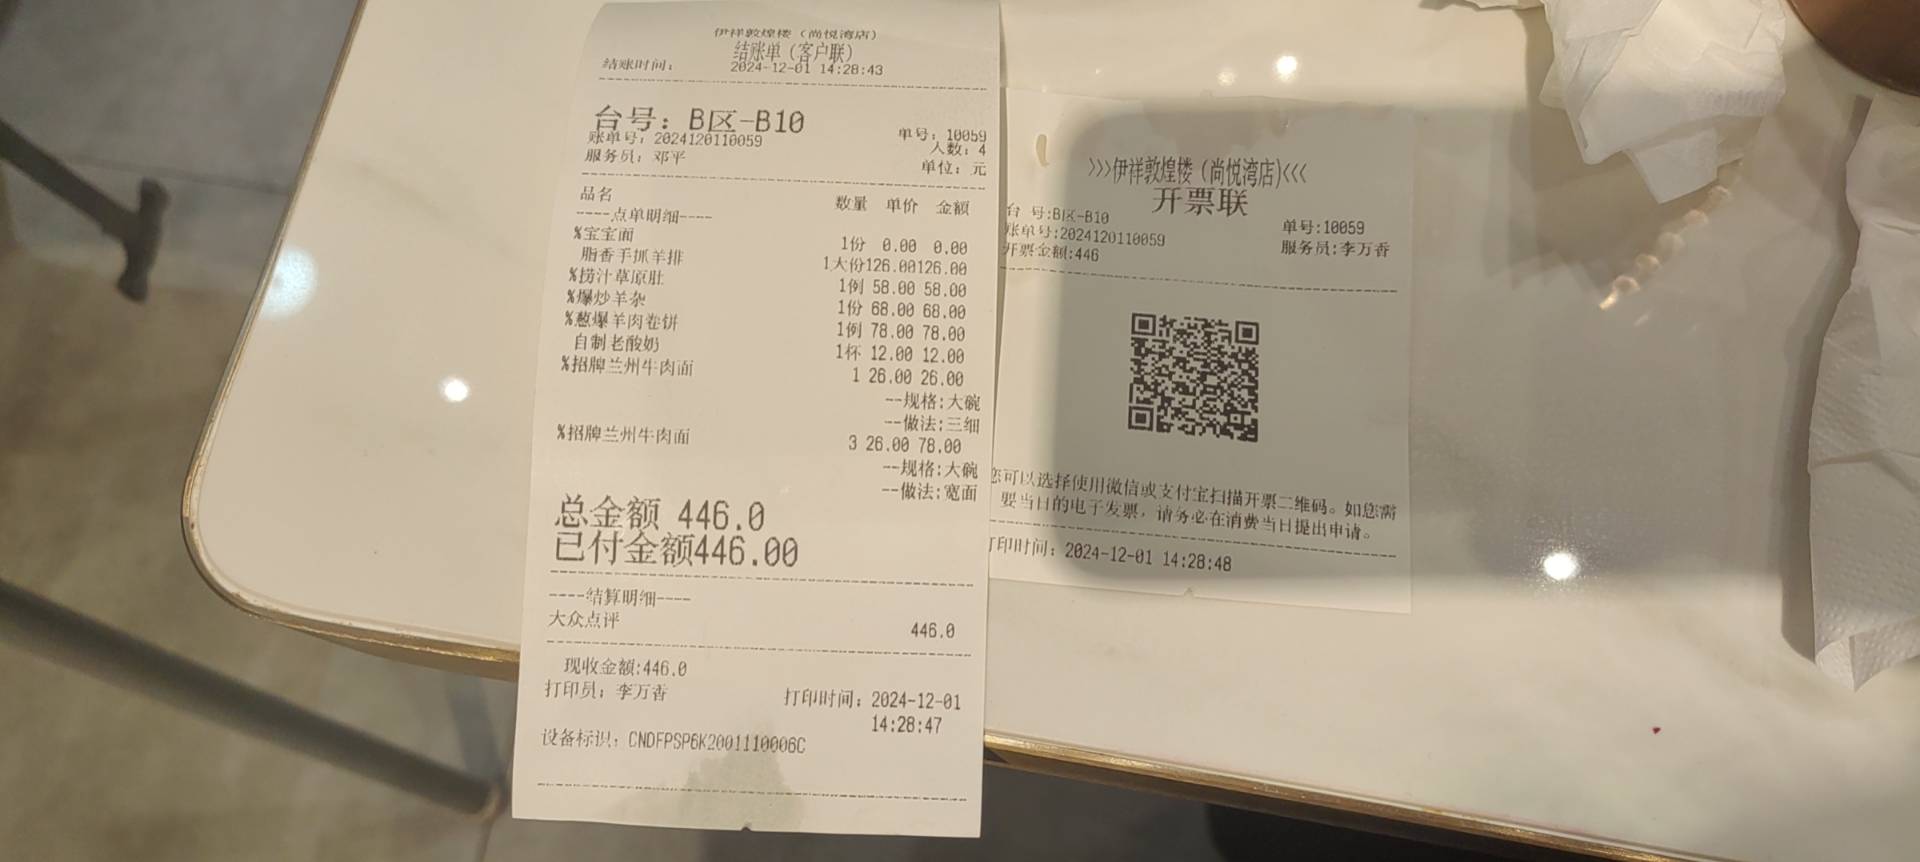 伊祥敦煌楼（尚悦湾店）
结账单（客户联）
结账时间： 2024-12-01 14:28:43
台号：B区-B10
单号：10059
账单号：2024120110059
人数：4
服务员：邓平
单位：元
品名 数量 单价 金额
----点单明细----
%宝宝面 1份 0.00 0.00
脂香手抓羊排 1大份126.00126.00
%捞汁草原肚 1例 58.00 58.00
%爆炒羊杂 1份 68.00 68.00
%葱爆羊肉卷饼 1例 78.00 78.00
自制老酸奶 1杯 12.00 12.00
%招牌兰州牛肉面 1 26.00 26.00
--规格:大碗
--做法:三细
%招牌兰州牛肉面 3 26.00 78.00
--规格:大碗
--做法:宽面
总金额 446.0
已付金额446.00
----结算明细----
大众点评 446.0
现收金额:446.0
打印员：李万香 打印时间：2024-12-01
14:28:47
设备标识：CNDFPSP6K2001110006C
>>>伊祥敦煌楼（尚悦湾店）<<<
开票联
台 号:B区-B10 单号:10059
账单号:2024120110059 服务员:李万香
开票金额:446
您可以选择使用微信或支付宝扫描开票二维码。如您需
要当日的电子发票，请务必在消费当日提出申请。
打印时间：2024-12-01 14:28:48